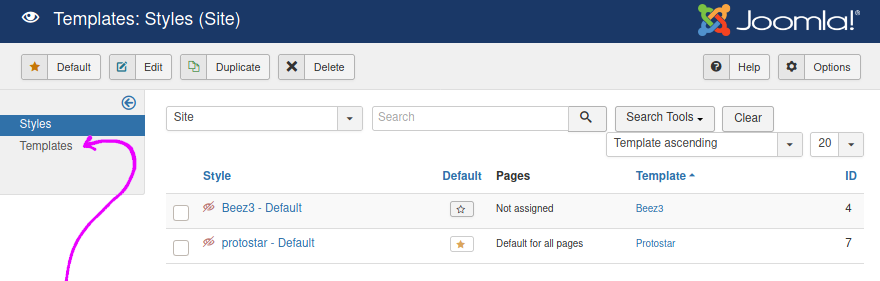 Templates: Styles (Site)
Joomla!®
Default
Edit
Duplicate
Delete
Help
Options
Styles
Templates
Site
Search
Search Tools
Clear
Template ascending
20
Style Default Pages Template ID
Beez3 - Default Not assigned Beez3 4
protostar - Default Default for all pages Protostar 7